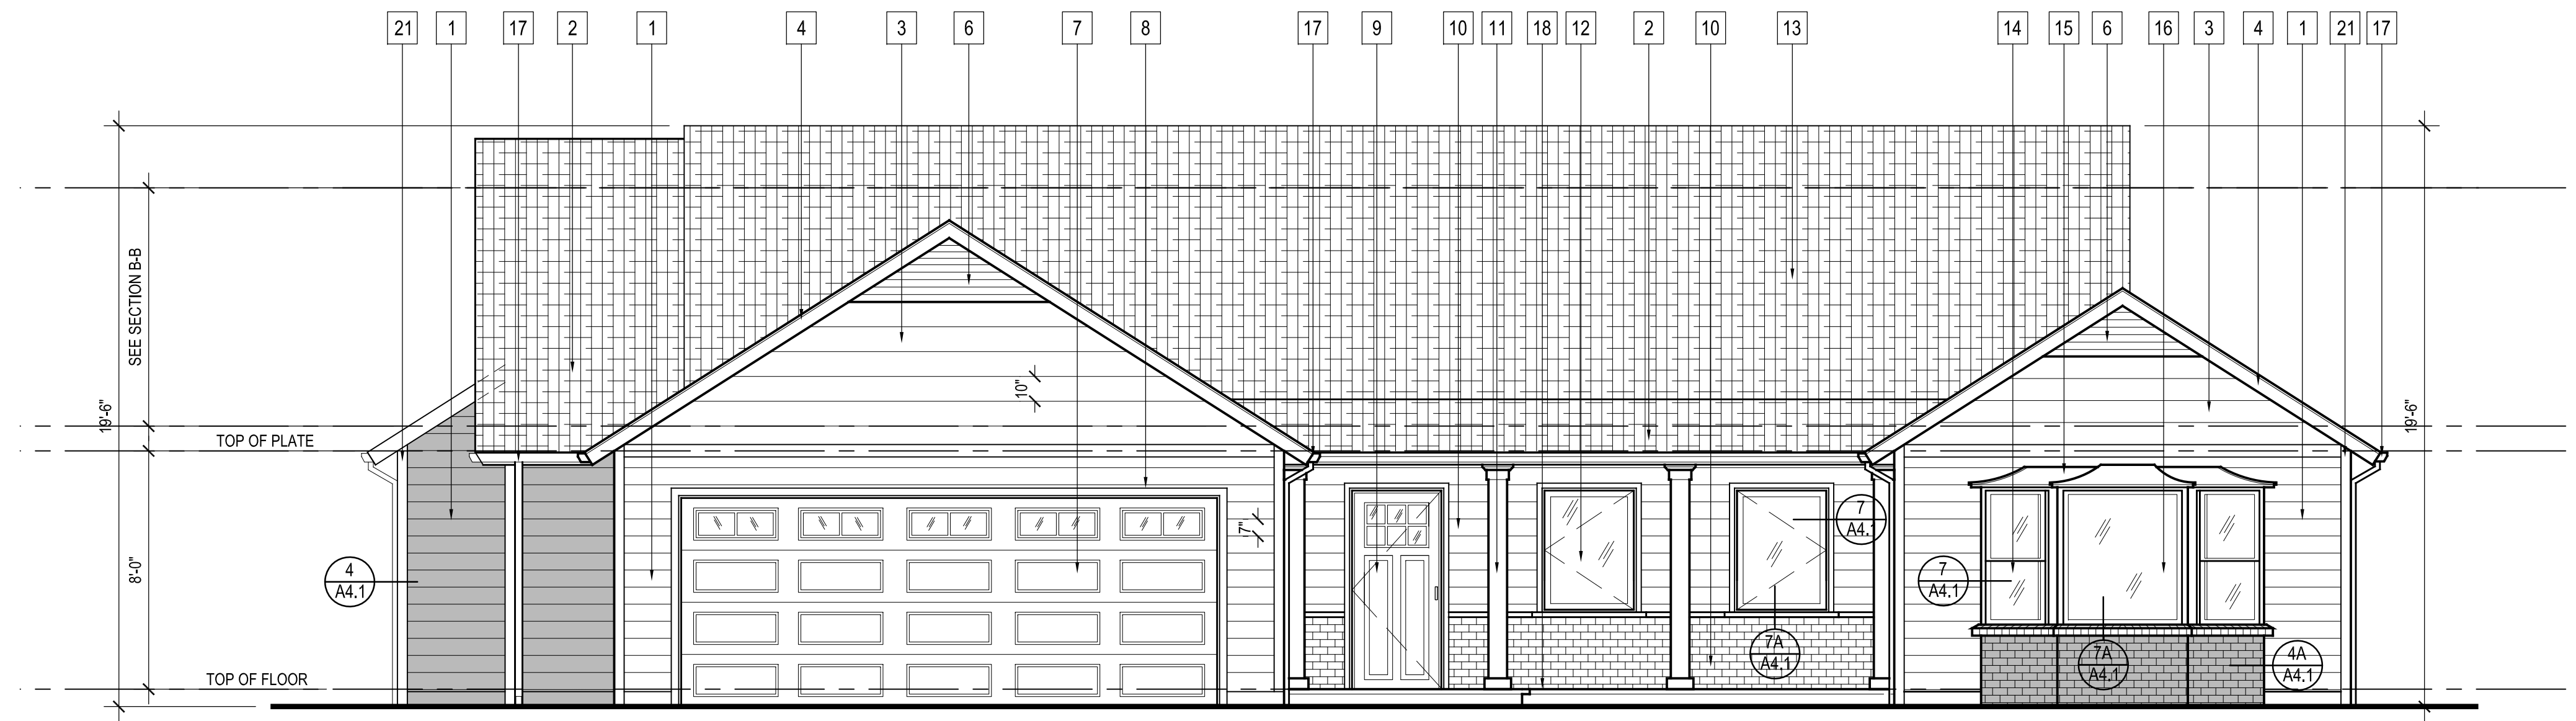 21 1 17 2 1 4 3 6 7 8 17 9 10 11 18 12 2 10 13 14 15 6 16 3 4 1 21 17
SEE SECTION B-B
19'-6"
10"
19'-6"
TOP OF PLATE
7"
7
A4.1
8'-0"
4
A4.1
7
A4.1
7A
A4.1
7A
A4.1
4A
A4.1
TOP OF FLOOR